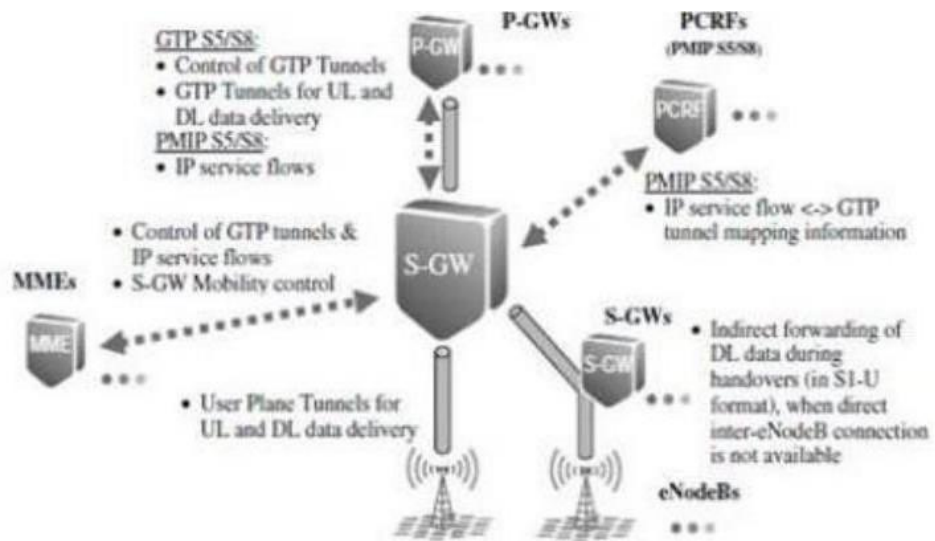 P-GWs
PCRFs
(PMIP S5/S8)
P-GW
PCRF
GTP S5/S8:
• Control of GTP Tunnels
• GTP Tunnels for UL and
DL data delivery
PMIP S5/S8:
• IP service flows
PMIP S5/S8:
• IP service flow <-> GTP
tunnel mapping information
• Control of GTP tunnels &
IP service flows
• S-GW Mobility control
S-GW
MMEs
MME
S-GWs
S-GW
• Indirect forwarding of
DL data during
handovers (in S1-U
format), when direct
inter-eNodeB connection
is not available
• User Plane Tunnels for
UL and DL data delivery
eNodeBs